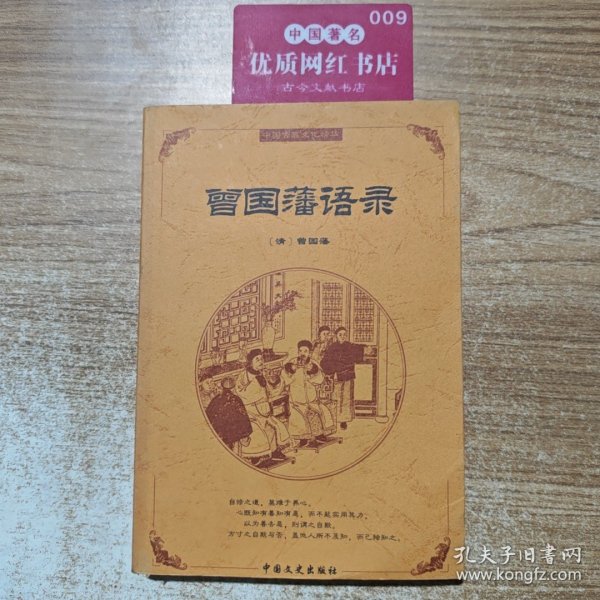 009
中国著名
优质网红书店
古今文献书店
中国古典文化精华
曾国藩语录
〔清〕曾国藩
自修之道，莫难于养心。
心既知有善知有恶，而不能实用其力，
以为善去恶，则谓之自欺。
方寸之自欺与否，盖他人所不及知，而己独知之。
中国文史出版社
孔夫子旧书网
www.kongfz.com